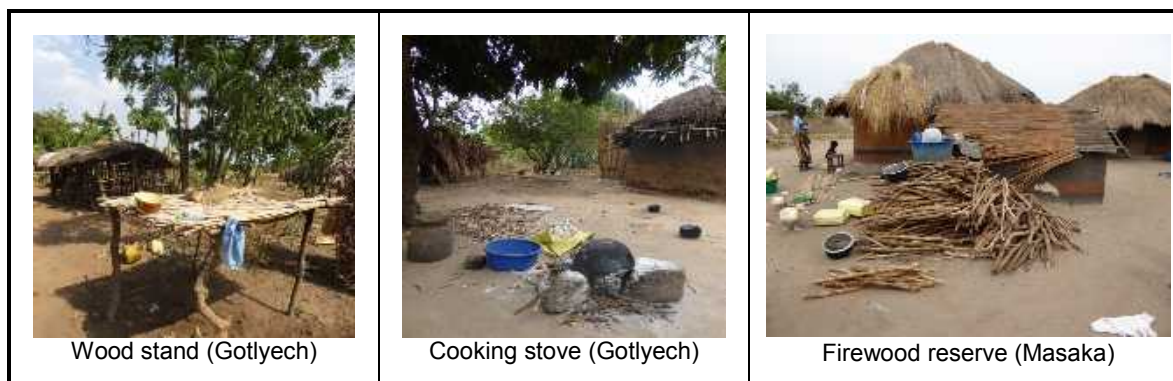 Wood stand (Gotlyech)
Cooking stove (Gotlyech)
Firewood reserve (Masaka)